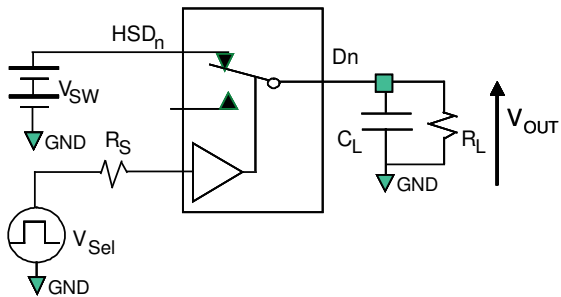 HSDn
Dn
VSW
GND
RS
CL
RL
VOUT
GND
VSel
GND